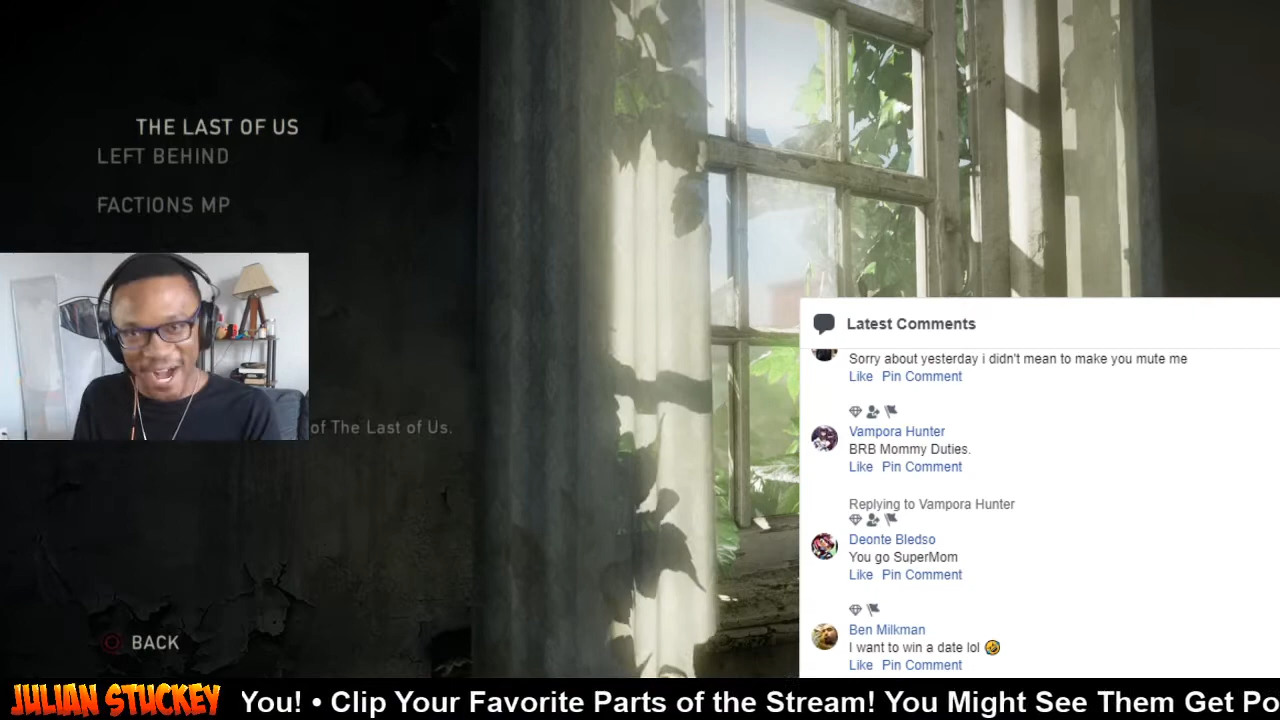 THE LAST OF US
LEFT BEHIND
FACTIONS MP
of The Last of Us.
BACK
Latest Comments
Sorry about yesterday i didn't mean to make you mute me
Like Pin Comment
Vampora Hunter
BRB Mommy Duties.
Like Pin Comment
Replying to Vampora Hunter
Deonte Bledso
You go SuperMom
Like Pin Comment
Ben Milkman
I want to win a date lol 🤣
Like Pin Comment
JULIAN STUCKEY
You! • Clip Your Favorite Parts of the Stream! You Might See Them Get Po